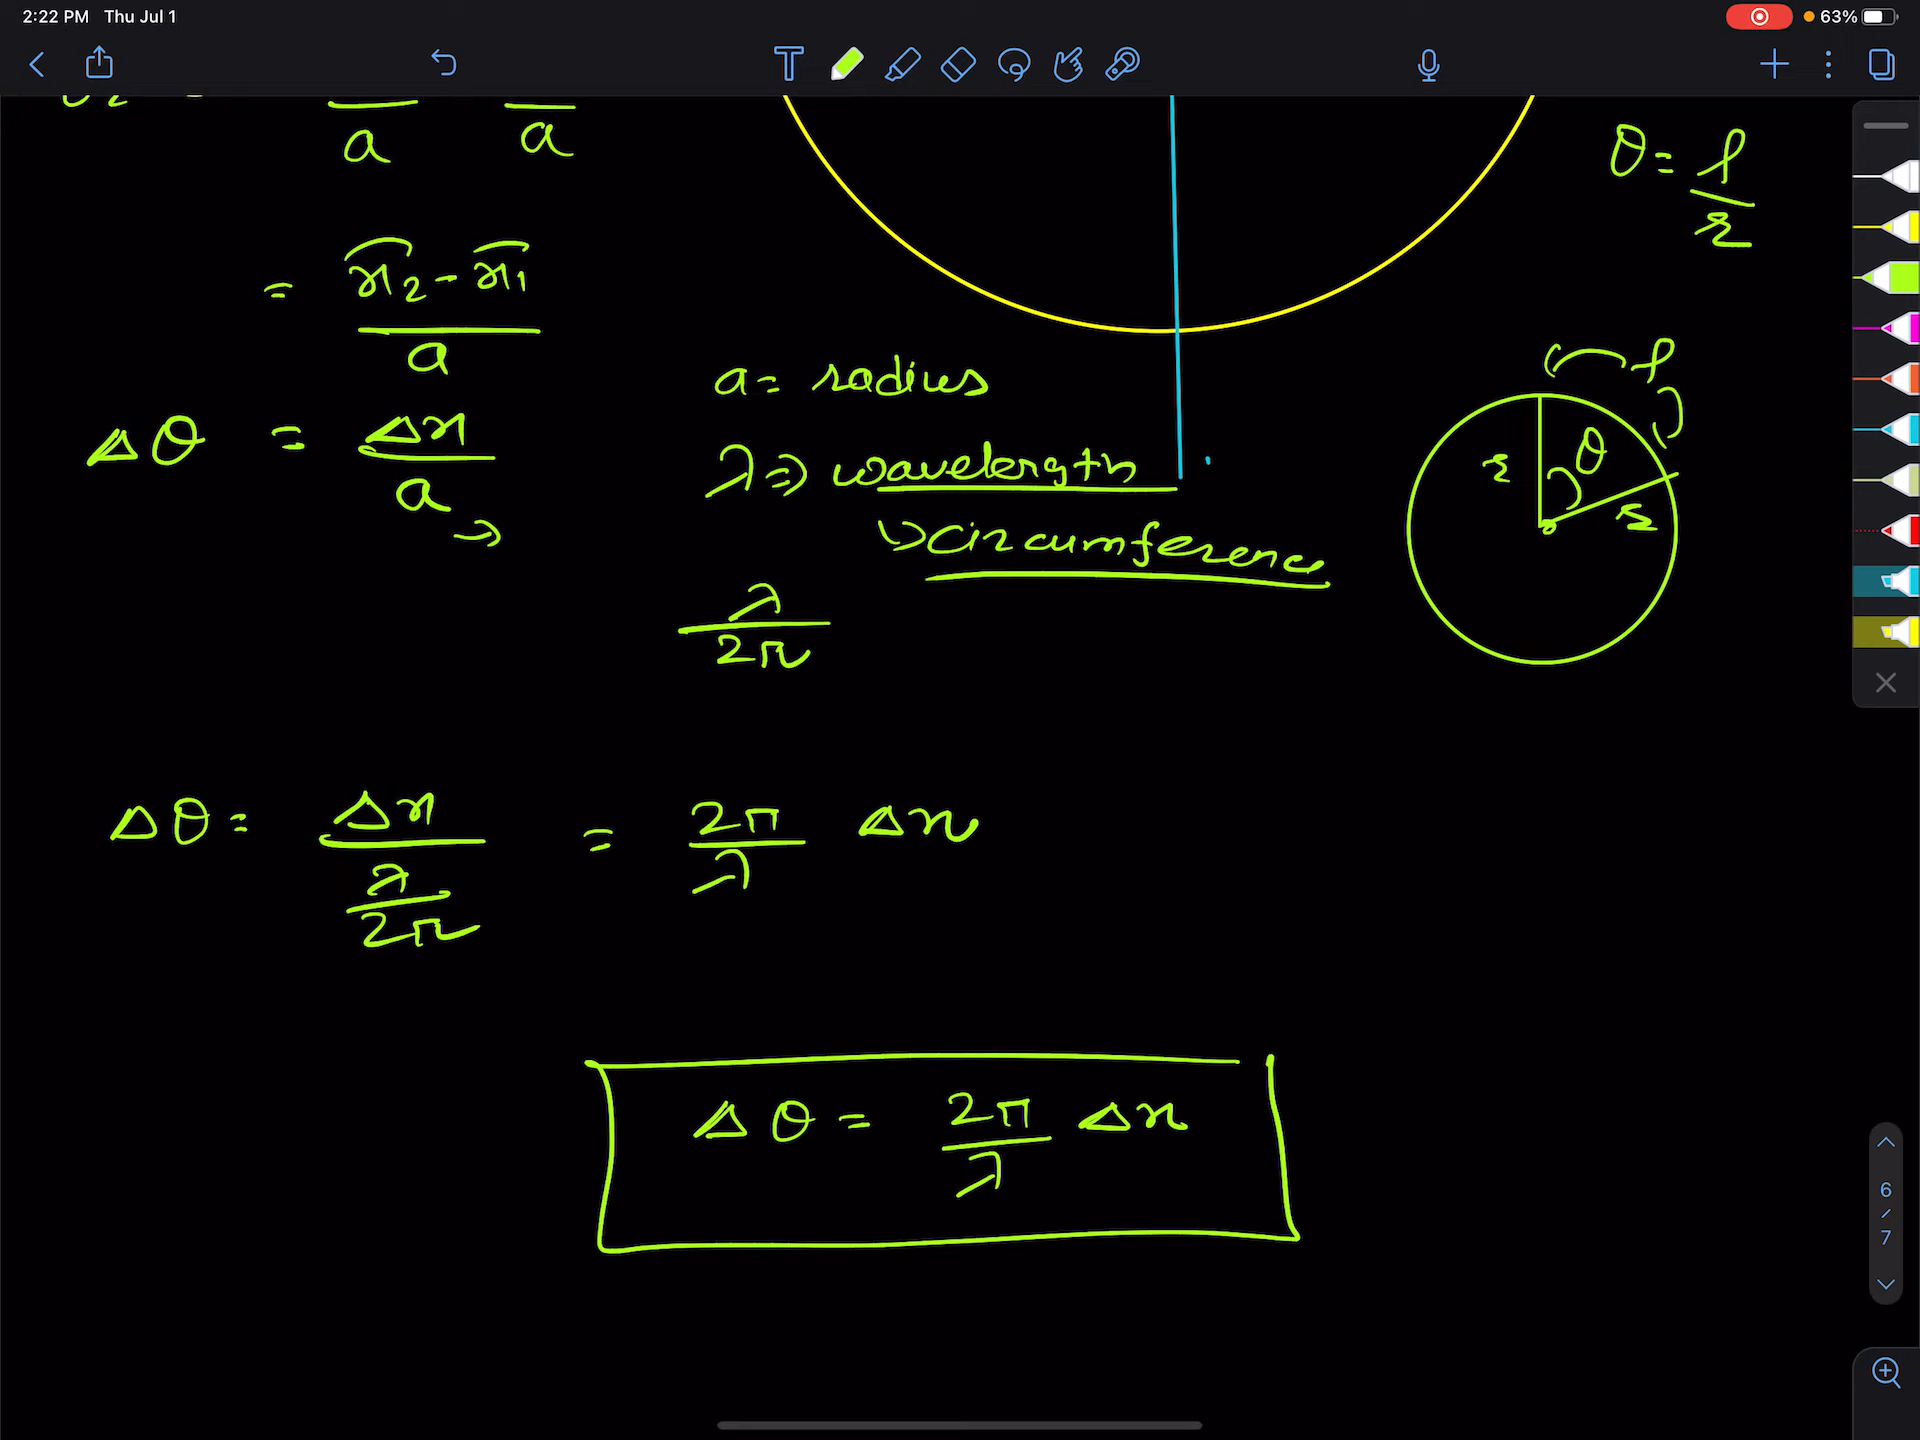 2:22 PM Thu Jul 1
63%
a a
θ = l/r
= x₂ - x₁ / a
a = radius
l
Δθ = Δx / a
λ => wavelength
r θ r
↳ circumference
λ / 2π
Δθ = Δx / (λ / 2π) = 2π / λ Δx
Δθ = 2π / λ Δx
6
/
7